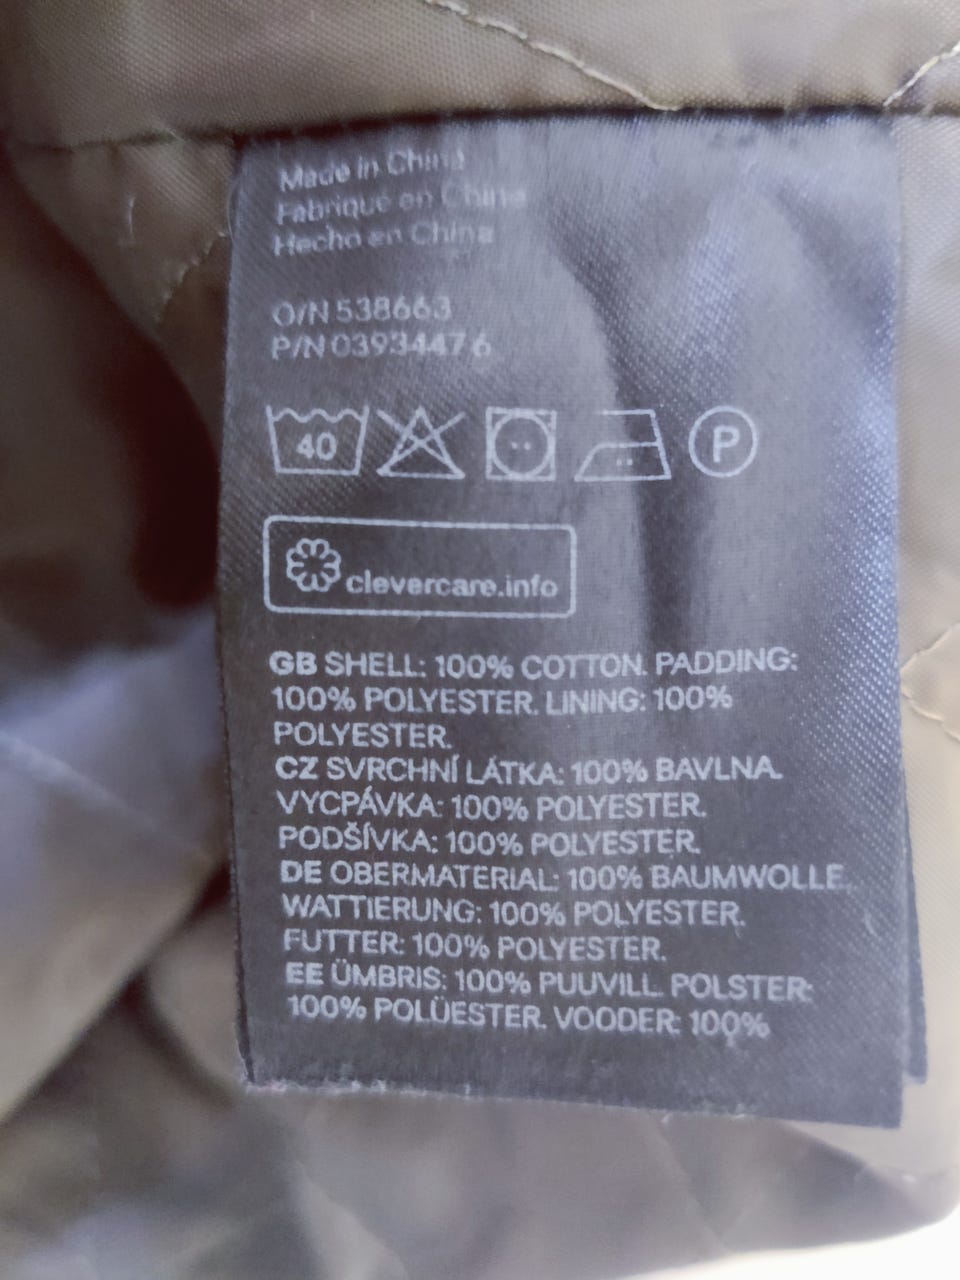 Made in China
Fabriqué en Chine
Hecho en China
O/N 538663
P/N 03934476
40
P
clevercare.info
GB SHELL: 100% COTTON. PADDING:
100% POLYESTER. LINING: 100%
POLYESTER.
CZ SVRCHNÍ LÁTKA: 100% BAVLNA.
VYCPÁVKA: 100% POLYESTER.
PODŠÍVKA: 100% POLYESTER.
DE OBERMATERIAL: 100% BAUMWOLLE.
WATTIERUNG: 100% POLYESTER.
FUTTER: 100% POLYESTER.
EE ÜMBRIS: 100% PUUVILL. POLSTER:
100% POLÜESTER. VOODER: 100%